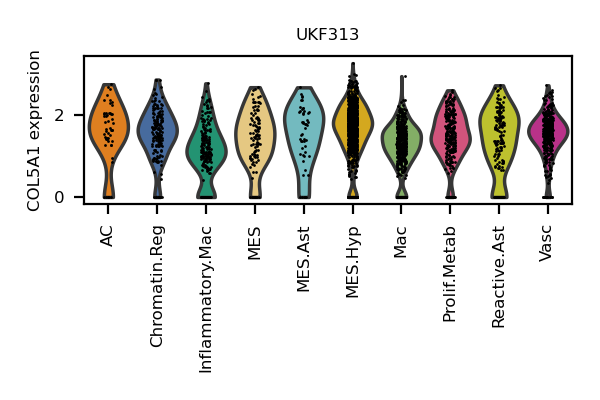 UKF313
COL5A1 expression
2
0
AC
Chromatin.Reg
Inflammatory.Mac
MES
MES.Ast
MES.Hyp
Mac
Prolif.Metab
Reactive.Ast
Vasc